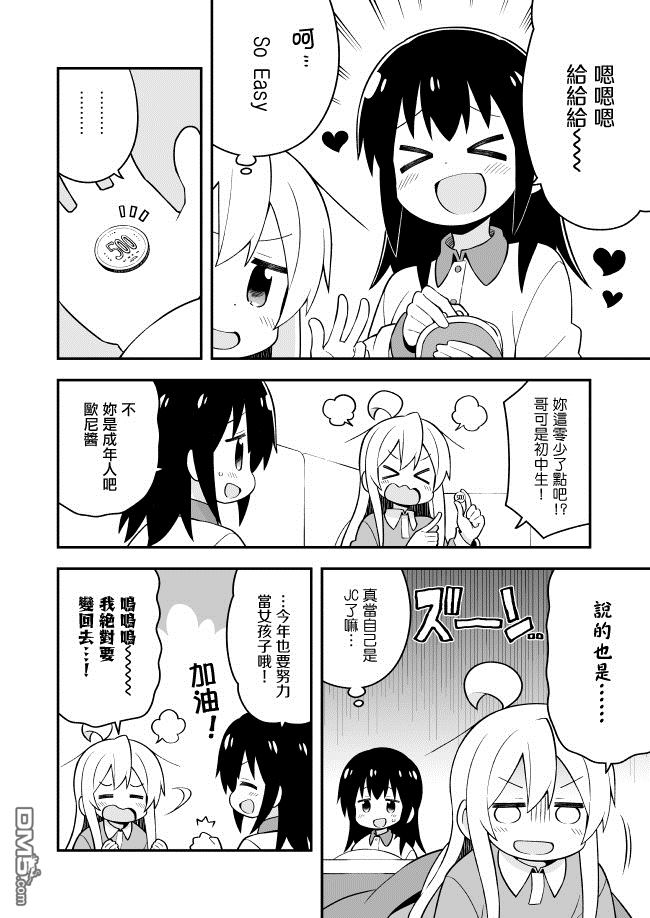 嗯嗯嗯
給給給～～
呵…
So Easy
………
………
500
妳這零少了點吧!?
哥可是初中生！
500
不
妳是成年人吧
歐尼醬
說的也是……
ズーン..
真當自己是
JC了嘛…
…今年也要努力
當女孩子哦！
加油！
嗚嗚嗚～～～
我絕對要
變回去…！
DM5
.com